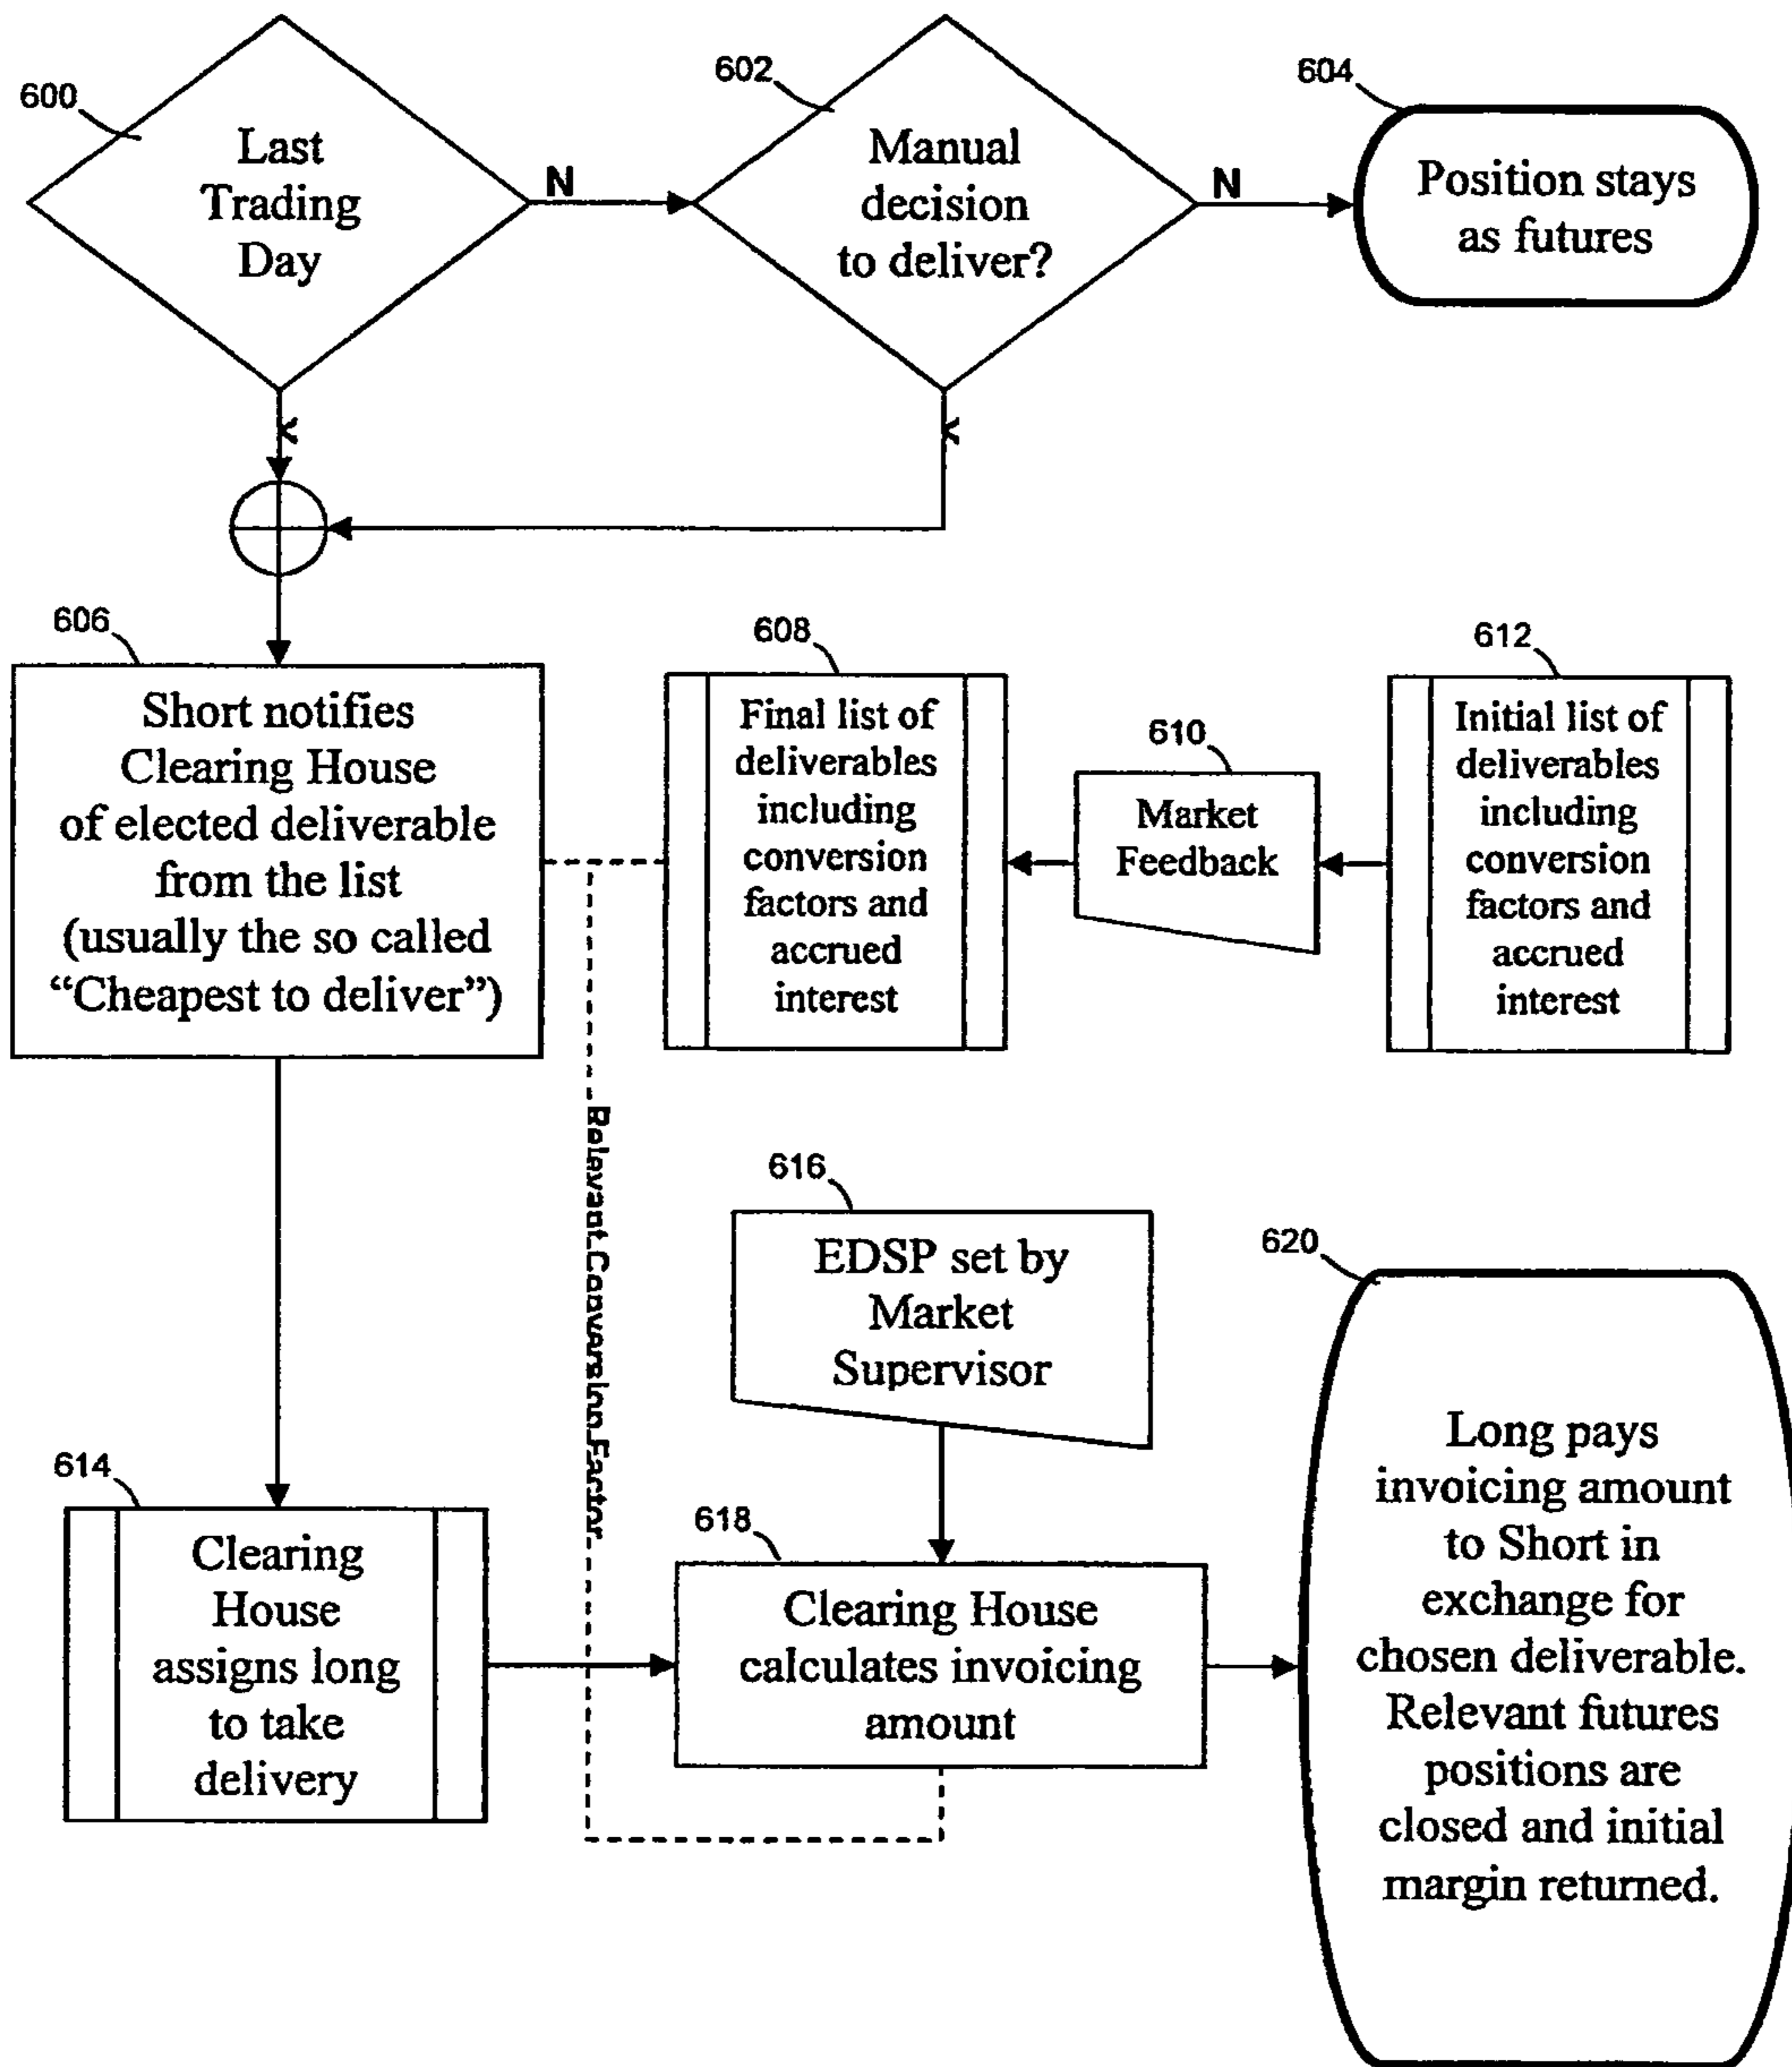 600
Last
Trading
Day
N
602
Manual
decision
to deliver?
N
604
Position stays
as futures
Y
Y
606
Short notifies
Clearing House
of elected deliverable
from the list
(usually the so called
“Cheapest to deliver”)
608
Final list of
deliverables
including
conversion
factors and
accrued
interest
610
Market
Feedback
612
Initial list of
deliverables
including
conversion
factors and
accrued
interest
Relevant Conversion Factor
614
Clearing
House
assigns long
to take
delivery
616
EDSP set by
Market
Supervisor
618
Clearing House
calculates invoicing
amount
620
Long pays
invoicing amount
to Short in
exchange for
chosen deliverable.
Relevant futures
positions are
closed and initial
margin returned.